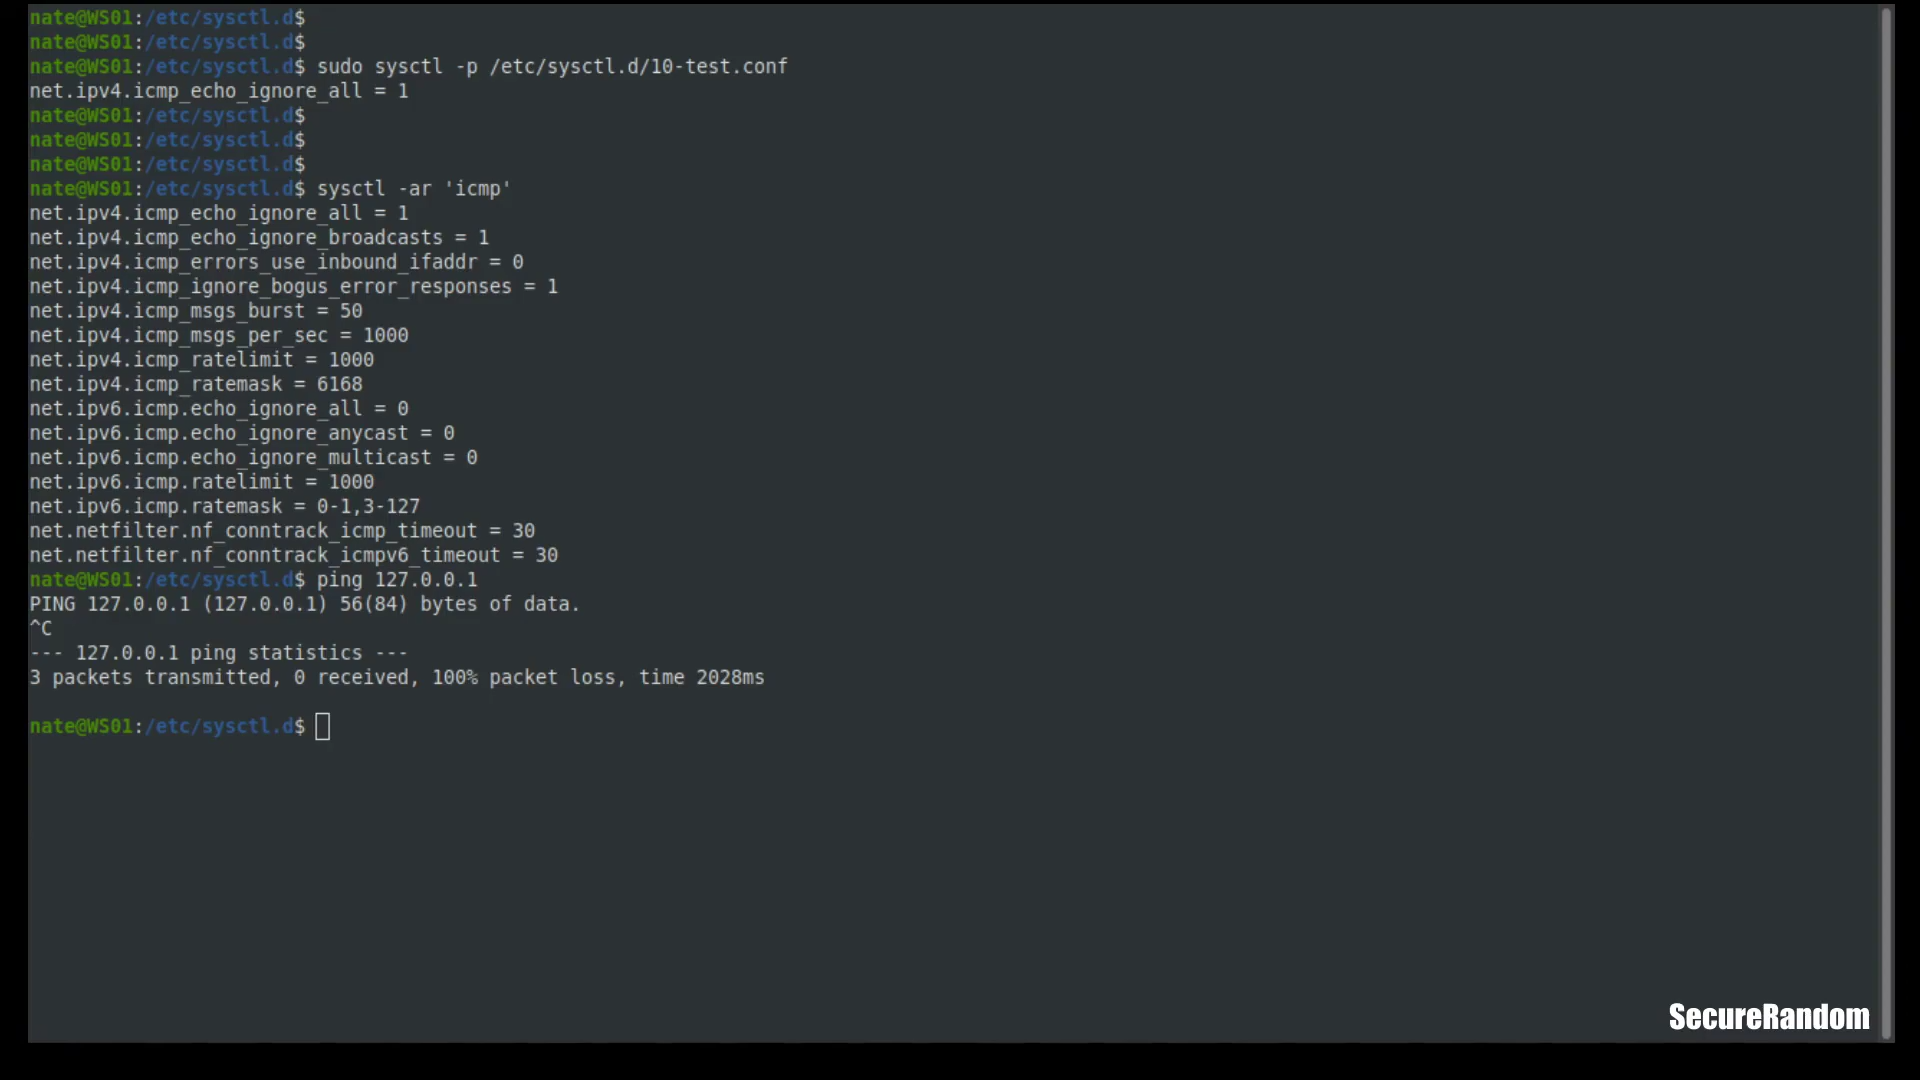 nate@WS01:/etc/sysctl.d$
nate@WS01:/etc/sysctl.d$
nate@WS01:/etc/sysctl.d$ sudo sysctl -p /etc/sysctl.d/10-test.conf
net.ipv4.icmp_echo_ignore_all = 1
nate@WS01:/etc/sysctl.d$
nate@WS01:/etc/sysctl.d$
nate@WS01:/etc/sysctl.d$
nate@WS01:/etc/sysctl.d$ sysctl -ar 'icmp'
net.ipv4.icmp_echo_ignore_all = 1
net.ipv4.icmp_echo_ignore_broadcasts = 1
net.ipv4.icmp_errors_use_inbound_ifaddr = 0
net.ipv4.icmp_ignore_bogus_error_responses = 1
net.ipv4.icmp_msgs_burst = 50
net.ipv4.icmp_msgs_per_sec = 1000
net.ipv4.icmp_ratelimit = 1000
net.ipv4.icmp_ratemask = 6168
net.ipv6.icmp.echo_ignore_all = 0
net.ipv6.icmp.echo_ignore_anycast = 0
net.ipv6.icmp.echo_ignore_multicast = 0
net.ipv6.icmp.ratelimit = 1000
net.ipv6.icmp.ratemask = 0-1,3-127
net.netfilter.nf_conntrack_icmp_timeout = 30
net.netfilter.nf_conntrack_icmpv6_timeout = 30
nate@WS01:/etc/sysctl.d$ ping 127.0.0.1
PING 127.0.0.1 (127.0.0.1) 56(84) bytes of data.
^C
--- 127.0.0.1 ping statistics ---
3 packets transmitted, 0 received, 100% packet loss, time 2028ms
nate@WS01:/etc/sysctl.d$
SecureRandom